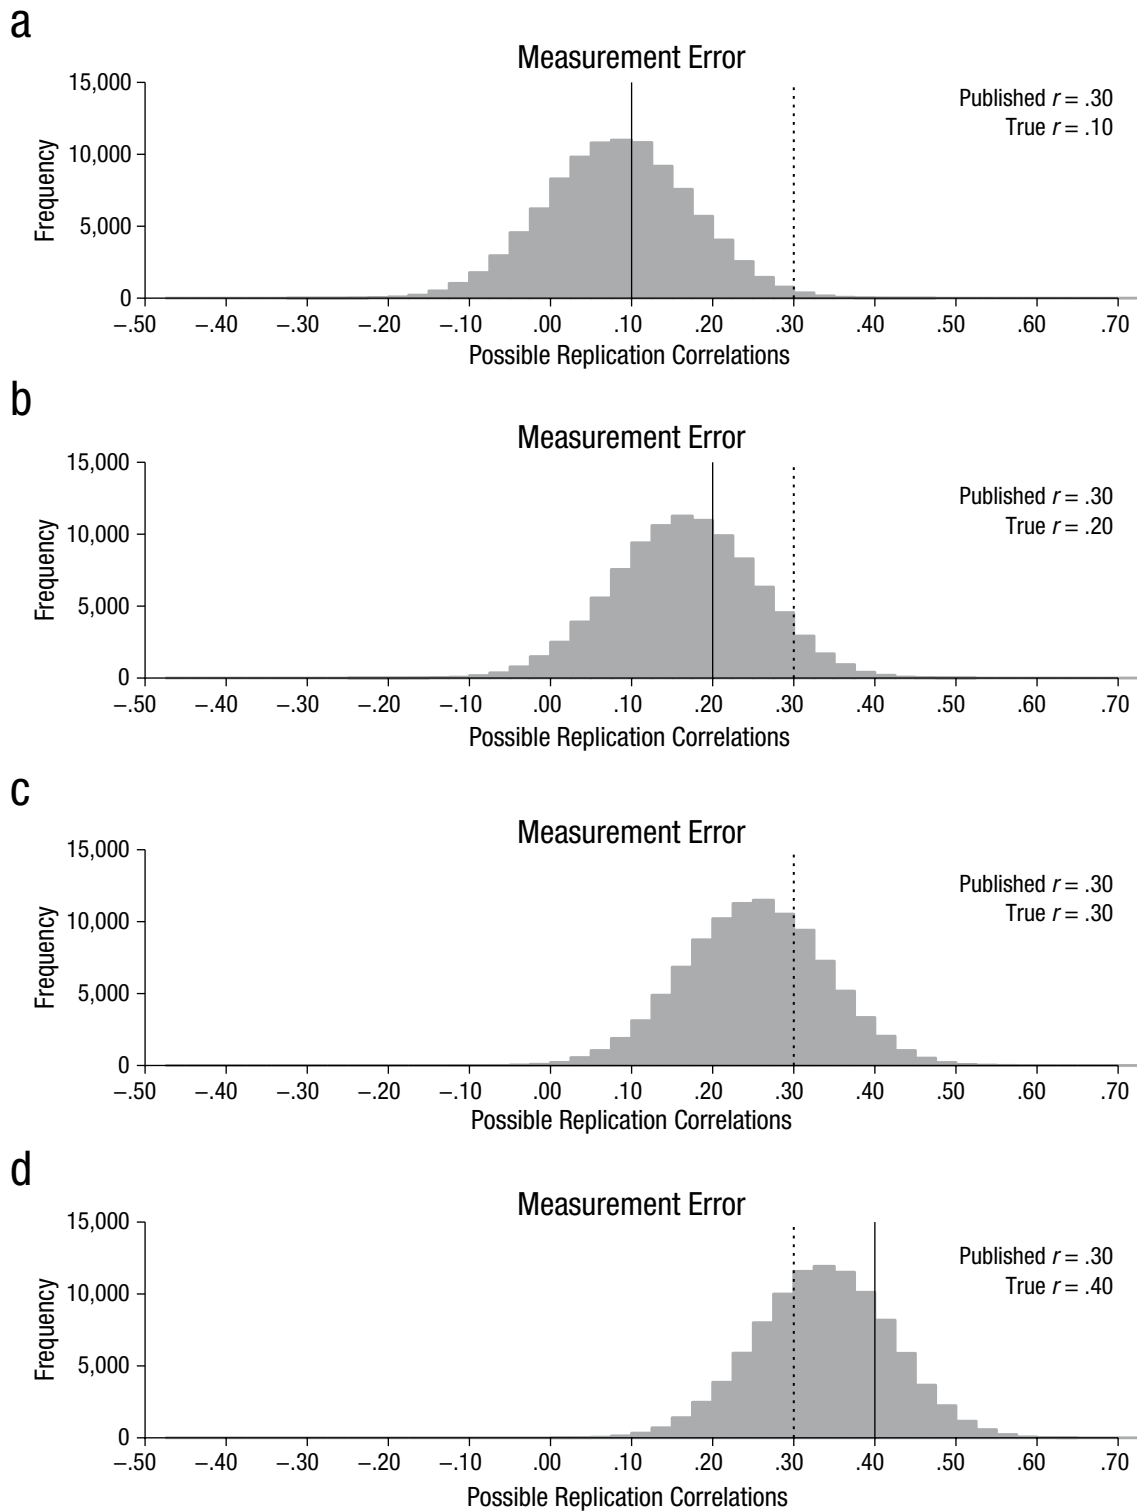 a
Measurement Error
Published r = .30
True r = .10
15,000
10,000
5,000
0
Frequency
–.50 –.40 –.30 –.20 –.10 .00 .10 .20 .30 .40 .50 .60 .70
Possible Replication Correlations
b
Measurement Error
Published r = .30
True r = .20
15,000
10,000
5,000
0
Frequency
–.50 –.40 –.30 –.20 –.10 .00 .10 .20 .30 .40 .50 .60 .70
Possible Replication Correlations
c
Measurement Error
Published r = .30
True r = .30
15,000
10,000
5,000
0
Frequency
–.50 –.40 –.30 –.20 –.10 .00 .10 .20 .30 .40 .50 .60 .70
Possible Replication Correlations
d
Measurement Error
Published r = .30
True r = .40
15,000
10,000
5,000
0
Frequency
–.50 –.40 –.30 –.20 –.10 .00 .10 .20 .30 .40 .50 .60 .70
Possible Replication Correlations